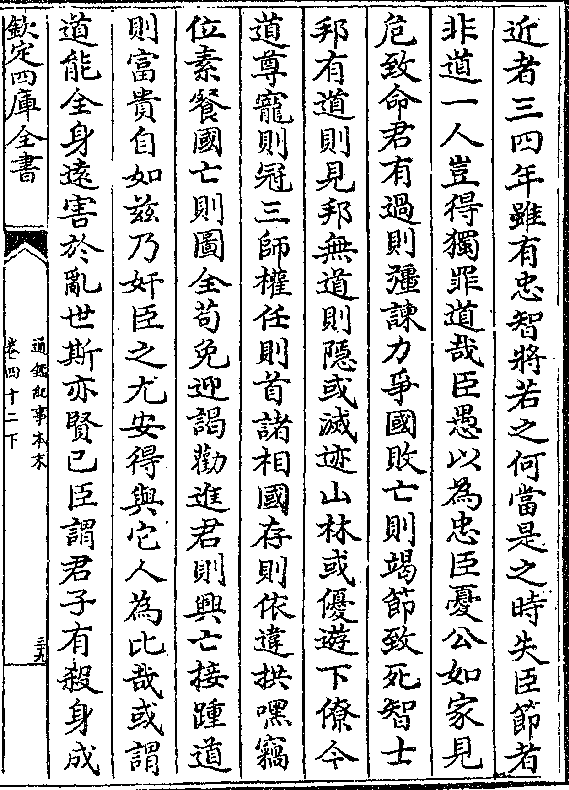 近者三四年雖有忠智將若之何當是之時失臣節者
非道一人豈得獨罪道哉臣愚以為忠臣憂公如家見
危致命君有過則彊諫力爭國敗亡則竭節致死智士
邦有道則見邦無道則隠或滅迹山林或優遊下僚今
道尊寵則冠三師權任則首諸相國存則依違拱嘿竊
位素餐國亡則圖全苟免迎謁勸進君則興亡接踵道
則富貴自如兹乃奸臣之尤安得與它人為比哉或謂
道能全身逺害於亂世斯亦賢已臣謂君子有殺身成
欽定四庫全書
通鑑紀事本末
卷四十二下
三九